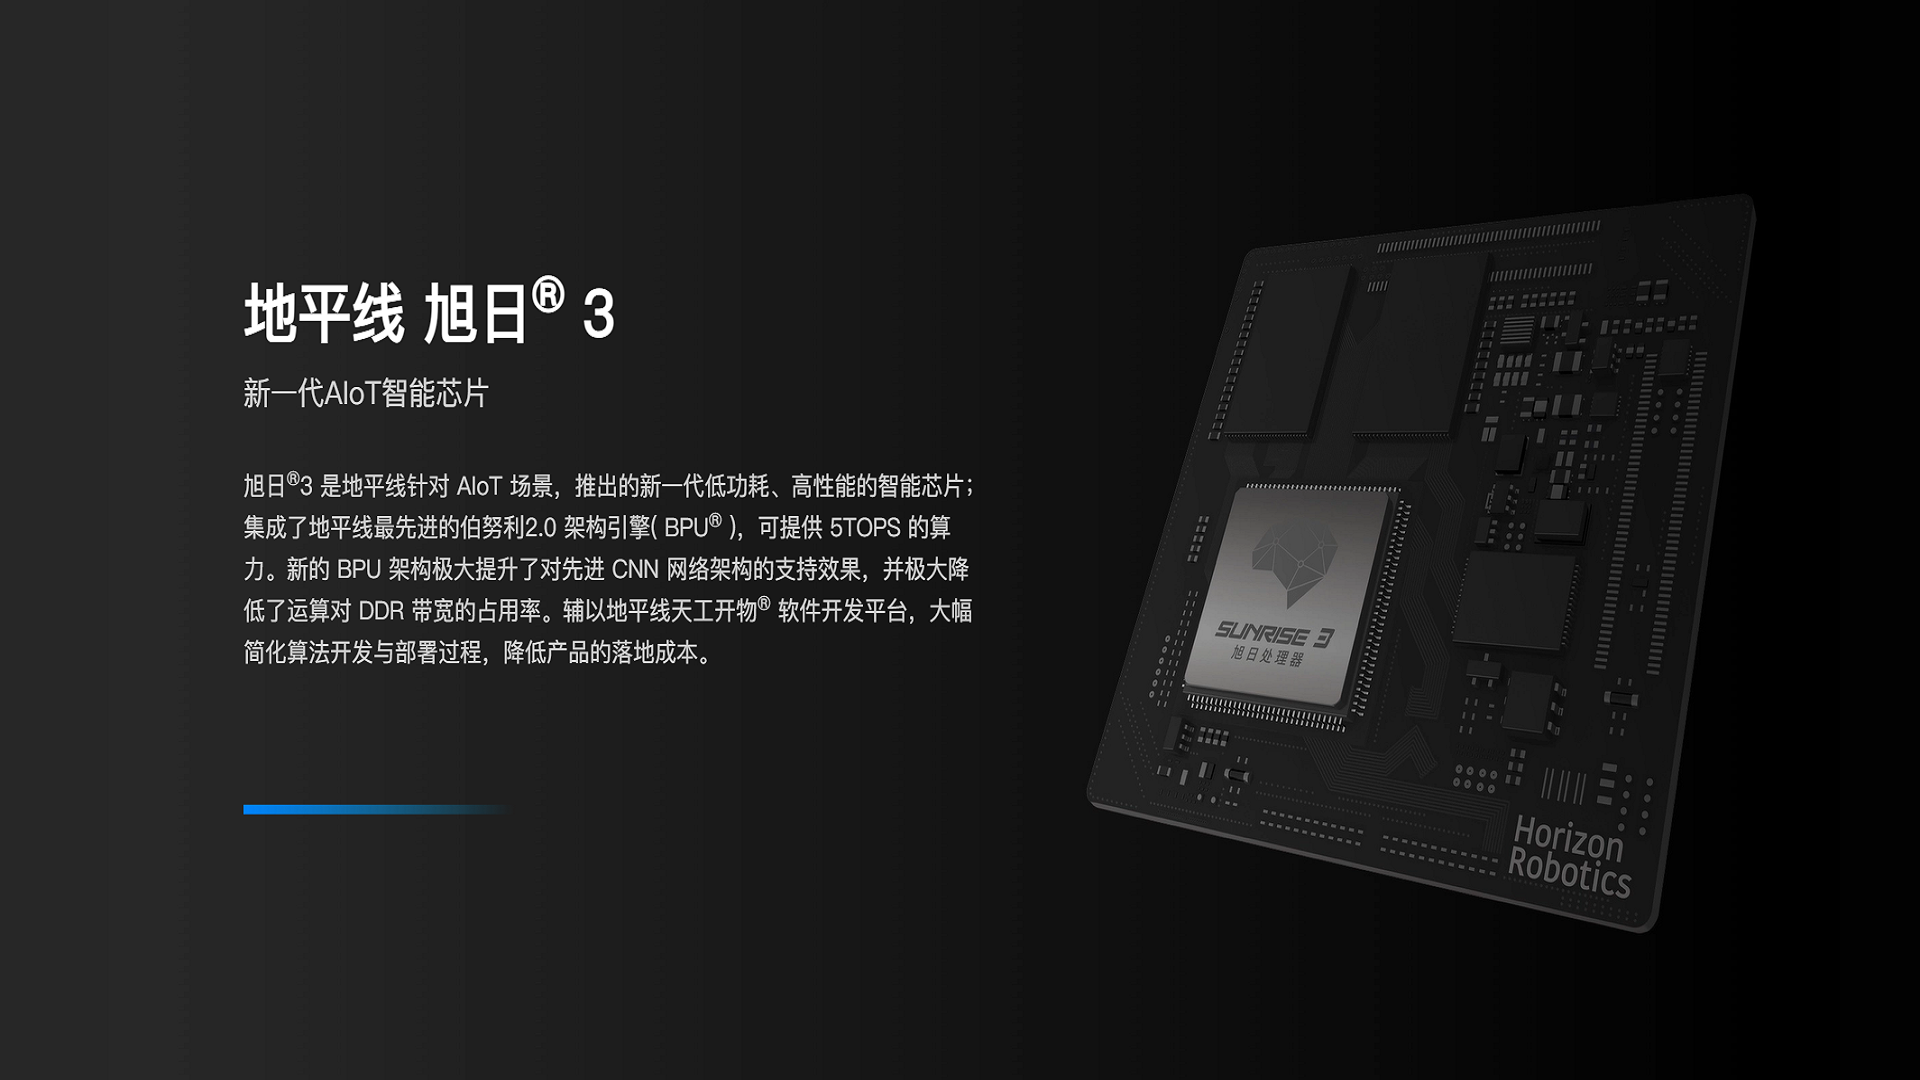 地平线 旭日® 3
新一代AIoT智能芯片
旭日®3 是地平线针对 AIoT 场景，推出的新一代低功耗、高性能的智能芯片；
集成了地平线最先进的伯努利2.0 架构引擎( BPU® )，可提供 5TOPS 的算
力。新的 BPU 架构极大提升了对先进 CNN 网络架构的支持效果，并极大降
低了运算对 DDR 带宽的占用率。辅以地平线天工开物® 软件开发平台，大幅
简化算法开发与部署过程，降低产品的落地成本。
SUNRISE 3
旭日处理器
Horizon
Robotics